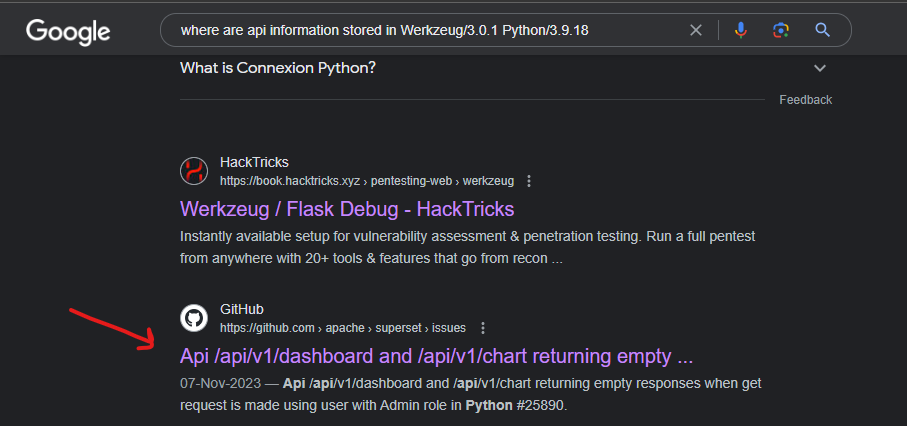 Google
where are api information stored in Werkzeug/3.0.1 Python/3.9.18
What is Connexion Python?
Feedback
HackTricks
https://book.hacktricks.xyz › pentesting-web › werkzeug
Werkzeug / Flask Debug - HackTricks
Instantly available setup for vulnerability assessment & penetration testing. Run a full pentest
from anywhere with 20+ tools & features that go from recon ...
GitHub
https://github.com › apache › superset › issues
Api /api/v1/dashboard and /api/v1/chart returning empty ...
07-Nov-2023 — Api /api/v1/dashboard and /api/v1/chart returning empty responses when get
request is made using user with Admin role in Python #25890.